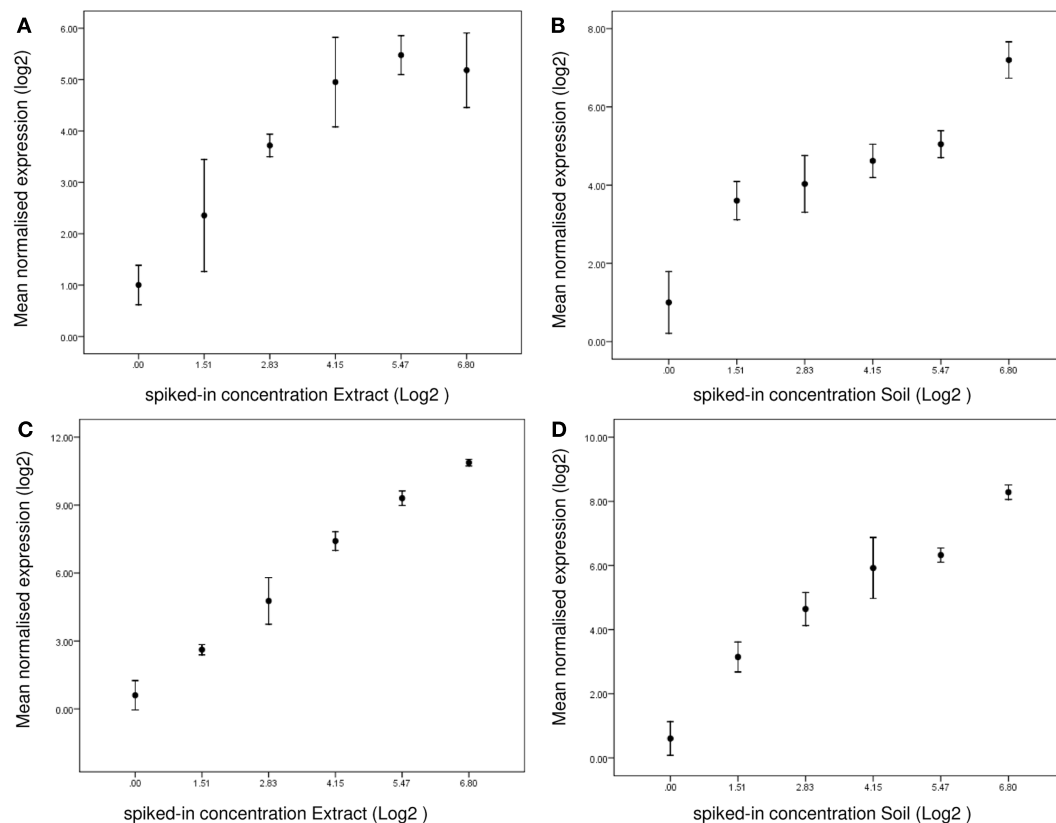 A
Mean normalised expression (log2)
6.00
5.00
4.00
3.00
2.00
1.00
0.00
.00 1.51 2.83 4.15 5.47 6.80
spiked-in concentration Extract (Log2 )
B
Mean normalised expression (log2)
8.00
6.00
4.00
2.00
0.00
.00 1.51 2.83 4.15 5.47 6.80
spiked-in concentration Soil (Log2 )
C
Mean normalised expression (log2)
12.00
9.00
6.00
3.00
0.00
.00 1.51 2.83 4.15 5.47 6.80
spiked-in concentration Extract (Log2 )
D
Mean normalised expression (log2)
10.00
8.00
6.00
4.00
2.00
0.00
.00 1.51 2.83 4.15 5.47 6.80
spiked-in concentration Soil (Log2 )